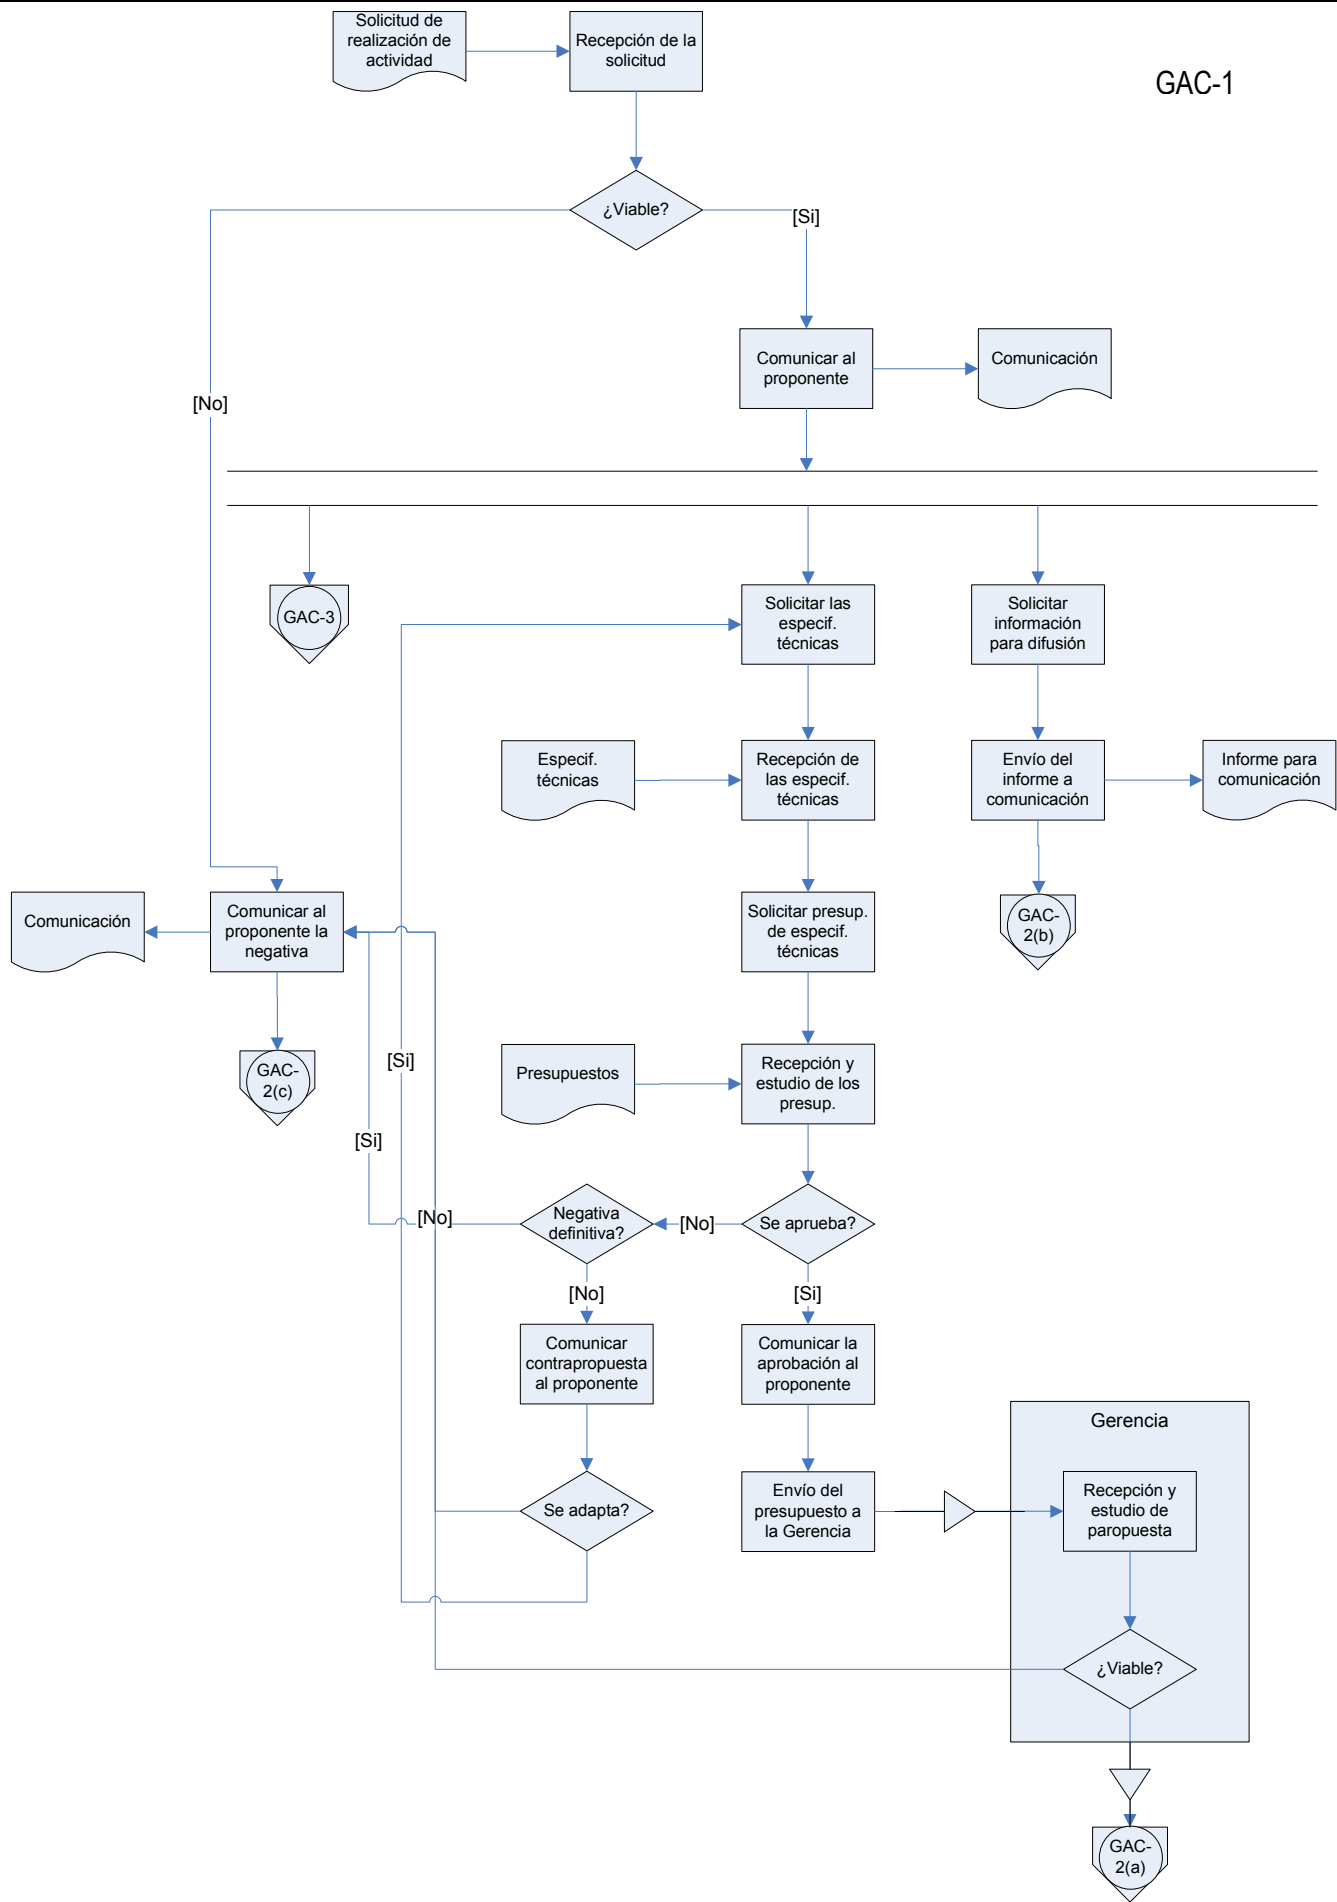 Solicitud de
realización de
actividad
Recepción de la
solicitud
GAC-1
¿Viable?
[Si]
[No]
Comunicar al
proponente
Comunicación
GAC-3
Solicitar las
especif.
técnicas
Solicitar
información
para difusión
Especif.
técnicas
Recepción de
las especif.
técnicas
Envío del
informe a
comunicación
Informe para
comunicación
Comunicación
Comunicar al
proponente la
negativa
Solicitar presup.
de especif.
técnicas
GAC-
2(b)
GAC-
2(c)
[Si]
Presupuestos
Recepción y
estudio de los
presup.
[Si]
[No]
Negativa
definitiva?
[No]
Se aprueba?
[No]
[Si]
Comunicar
contrapropuesta
al proponente
Comunicar la
aprobación al
proponente
Gerencia
Se adapta?
Envío del
presupuesto a
la Gerencia
Recepción y
estudio de
paropuesta
¿Viable?
GAC-
2(a)